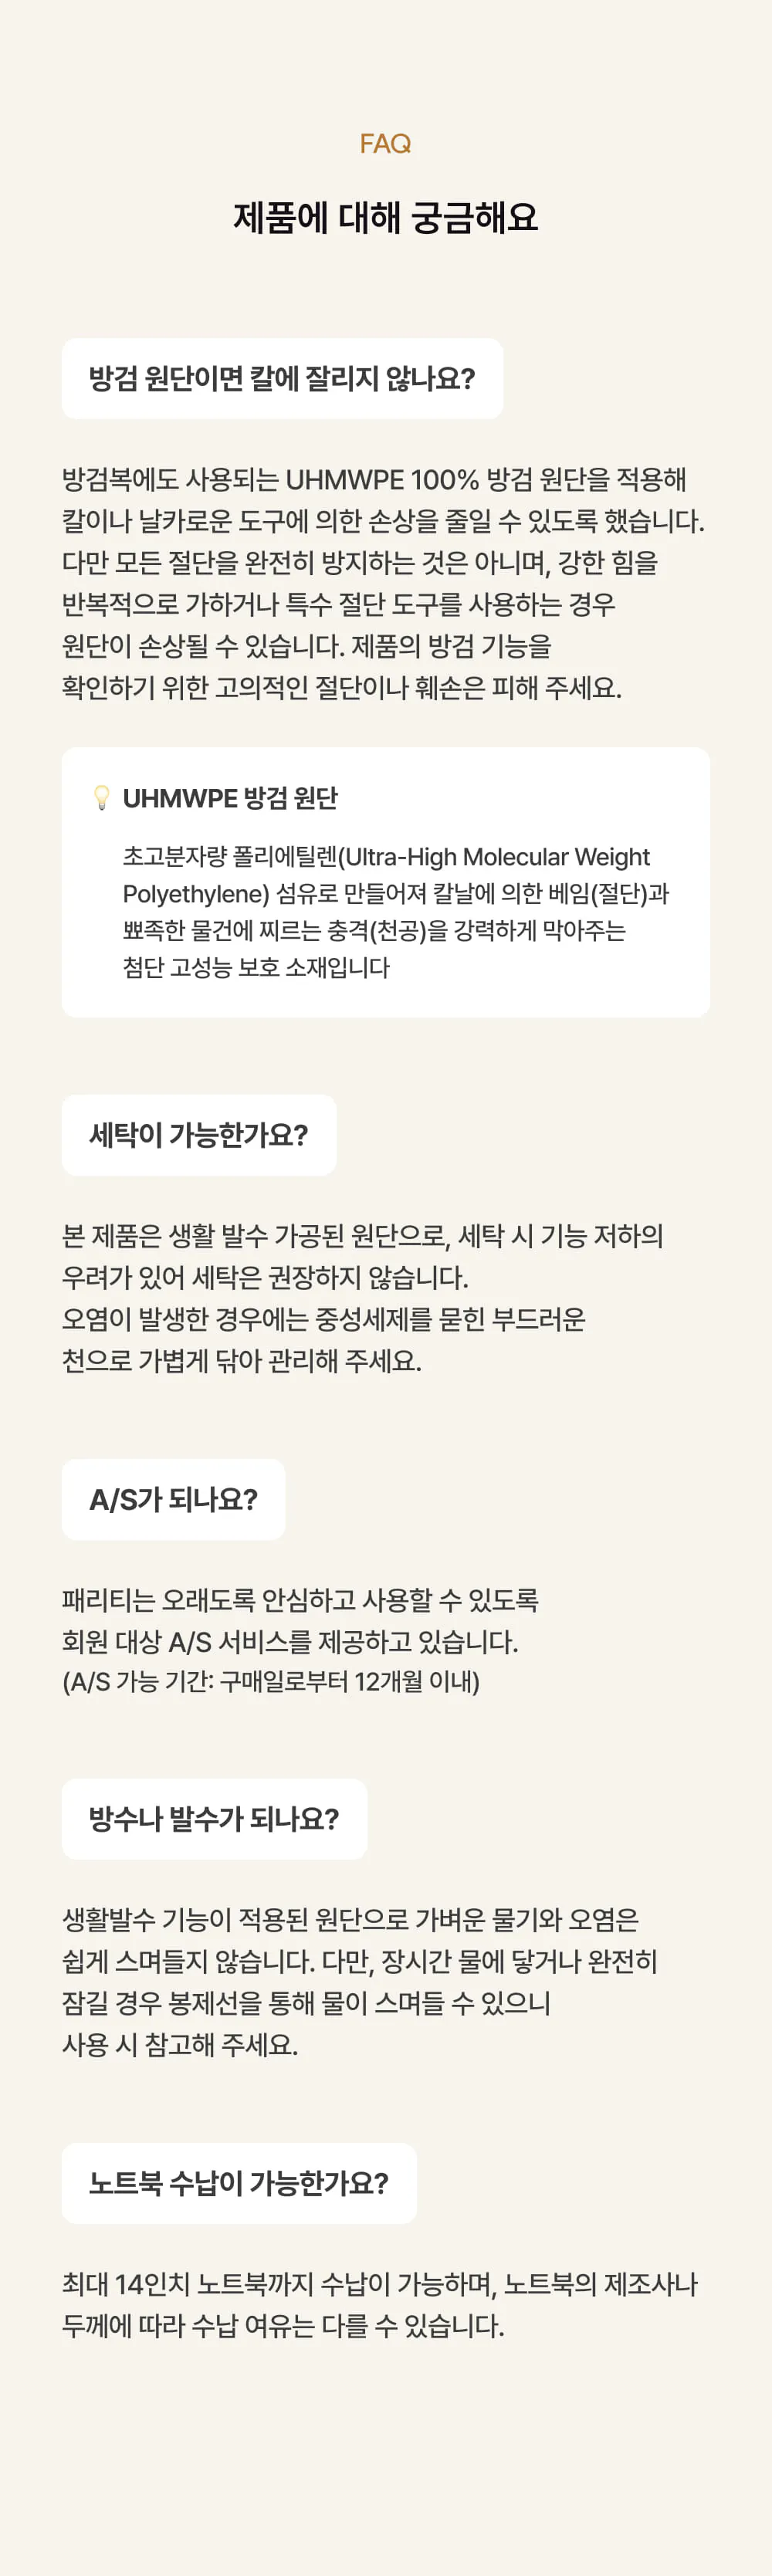 FAQ
제품에 대해 궁금해요
방검 원단이면 칼에 잘리지 않나요?
방검복에도 사용되는 UHMWPE 100% 방검 원단을 적용해
칼이나 날카로운 도구에 의한 손상을 줄일 수 있도록 했습니다.
다만 모든 절단을 완전히 방지하는 것은 아니며, 강한 힘을
반복적으로 가하거나 특수 절단 도구를 사용하는 경우
원단이 손상될 수 있습니다. 제품의 방검 기능을
확인하기 위한 고의적인 절단이나 훼손은 피해 주세요.
UHMWPE 방검 원단
초고분자량 폴리에틸렌(Ultra-High Molecular Weight
Polyethylene) 섬유로 만들어져 칼날에 의한 베임(절단)과
뾰족한 물건에 찌르는 충격(천공)을 강력하게 막아주는
첨단 고성능 보호 소재입니다
세탁이 가능한가요?
본 제품은 생활 발수 가공된 원단으로, 세탁 시 기능 저하의
우려가 있어 세탁은 권장하지 않습니다.
오염이 발생한 경우에는 중성세제를 묻힌 부드러운
천으로 가볍게 닦아 관리해 주세요.
A/S가 되나요?
패리티는 오래도록 안심하고 사용할 수 있도록
회원 대상 A/S 서비스를 제공하고 있습니다.
(A/S 가능 기간: 구매일로부터 12개월 이내)
방수나 발수가 되나요?
생활발수 기능이 적용된 원단으로 가벼운 물기와 오염은
쉽게 스며들지 않습니다. 다만, 장시간 물에 닿거나 완전히
잠길 경우 봉제선을 통해 물이 스며들 수 있으니
사용 시 참고해 주세요.
노트북 수납이 가능한가요?
최대 14인치 노트북까지 수납이 가능하며, 노트북의 제조사나
두께에 따라 수납 여유는 다를 수 있습니다.